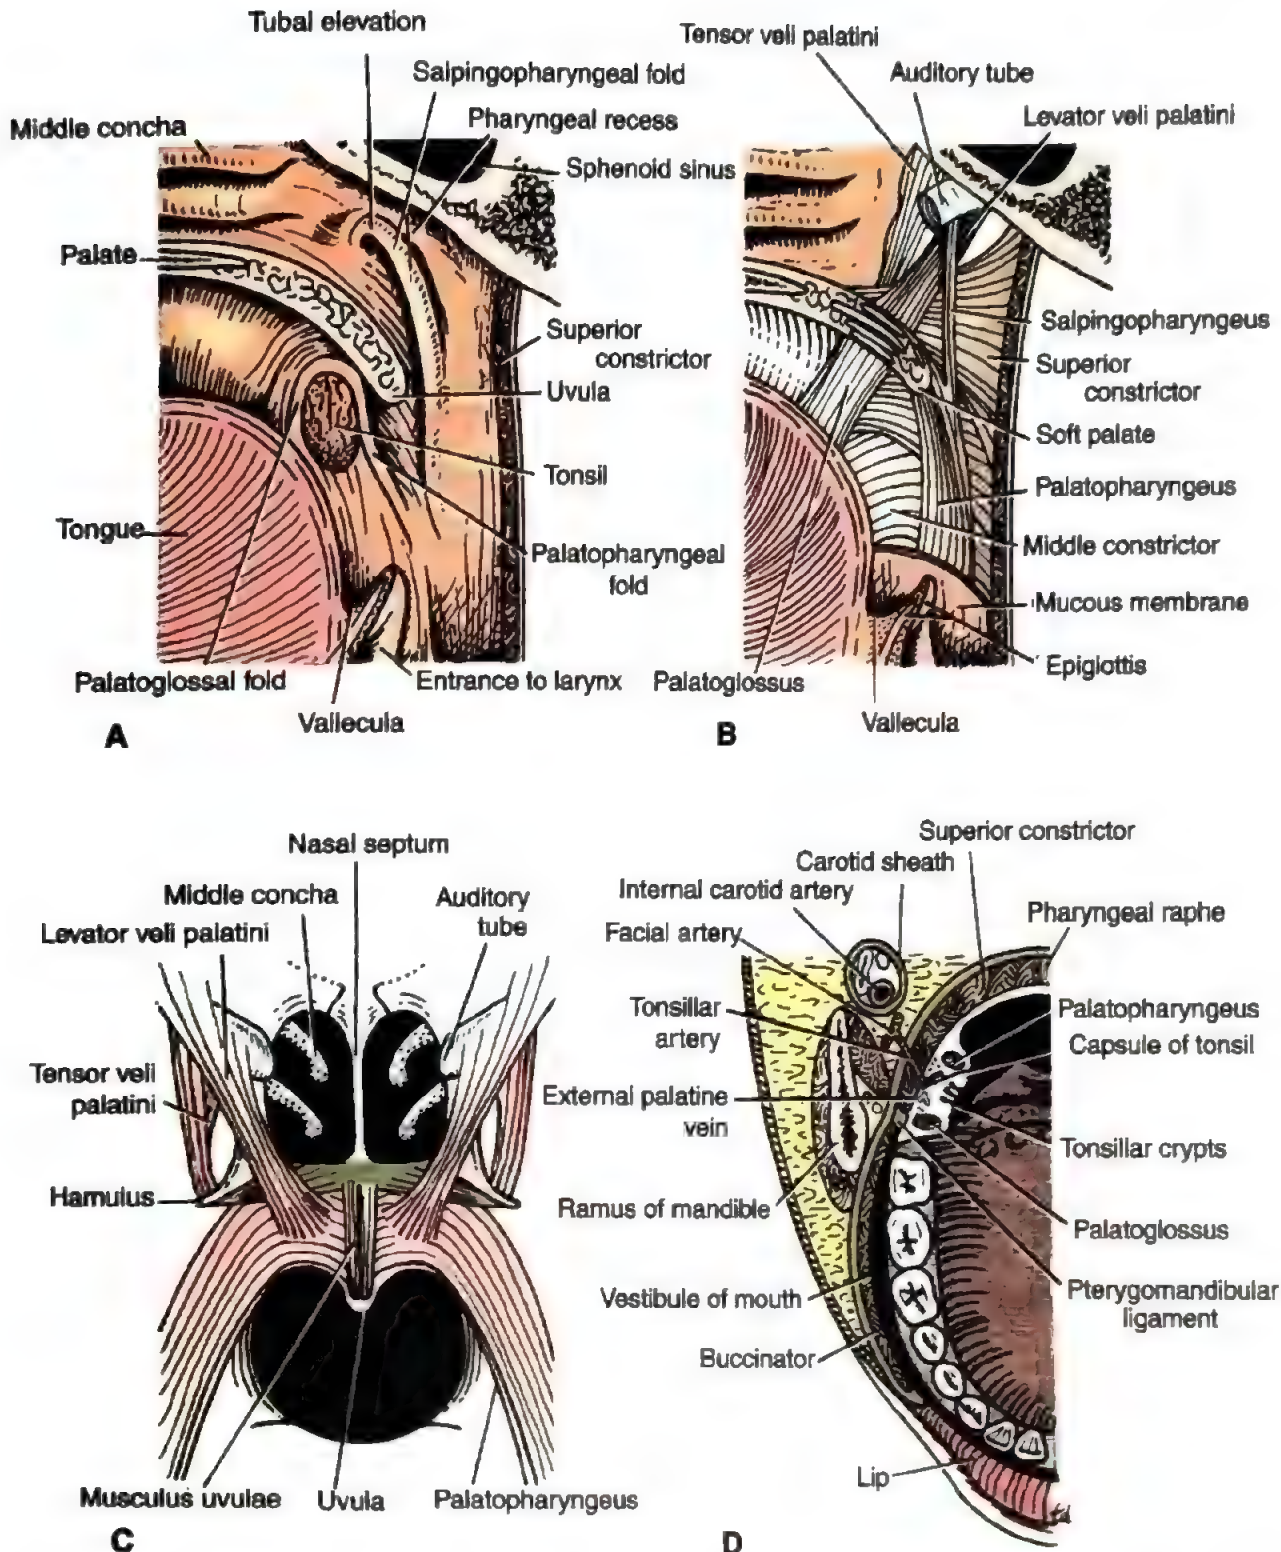 Tubal elevation
Salpingopharyngeal fold
Pharyngeal recess
Middle concha
Sphenoid sinus
Palate
Superior
constrictor
Uvula
Tonsil
Tongue
Palatopharyngeal
fold
Palatoglossal fold
Entrance to larynx
Vallecula
A
Tensor veli palatini
Auditory tube
Levator veli palatini
Salpingopharyngeus
Superior
constrictor
Soft palate
Palatopharyngeus
Middle constrictor
Mucous membrane
Epiglottis
Palatoglossus
Vallecula
B
Nasal septum
Middle concha
Auditory
tube
Levator veli palatini
Tensor veli
palatini
Hamulus
Musculus uvulae
Uvula
Palatopharyngeus
C
Superior constrictor
Carotid sheath
Internal carotid artery
Pharyngeal raphe
Facial artery
Tonsillar
artery
Palatopharyngeus
Capsule of tonsil
External palatine
vein
Tonsillar crypts
Ramus of mandible
Palatoglossus
Vestibule of mouth
Pterygomandibular
ligament
Buccinator
Lip
D